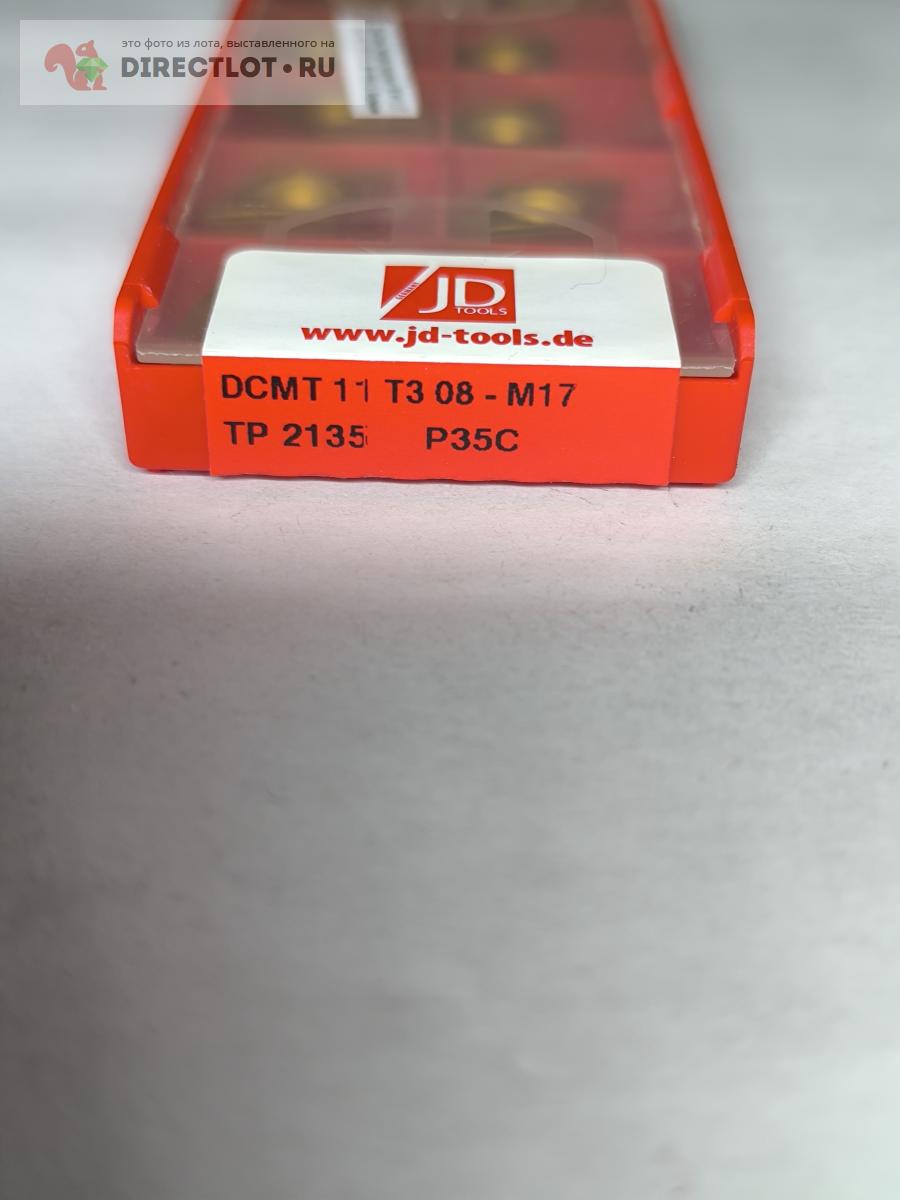 это фото из лота, выставленного на
DIRECTLOT.RU
GERMANY
JD
TOOLS
www.jd-tools.de
DCMT 11 T3 08 - M17
TP 2135 P35C